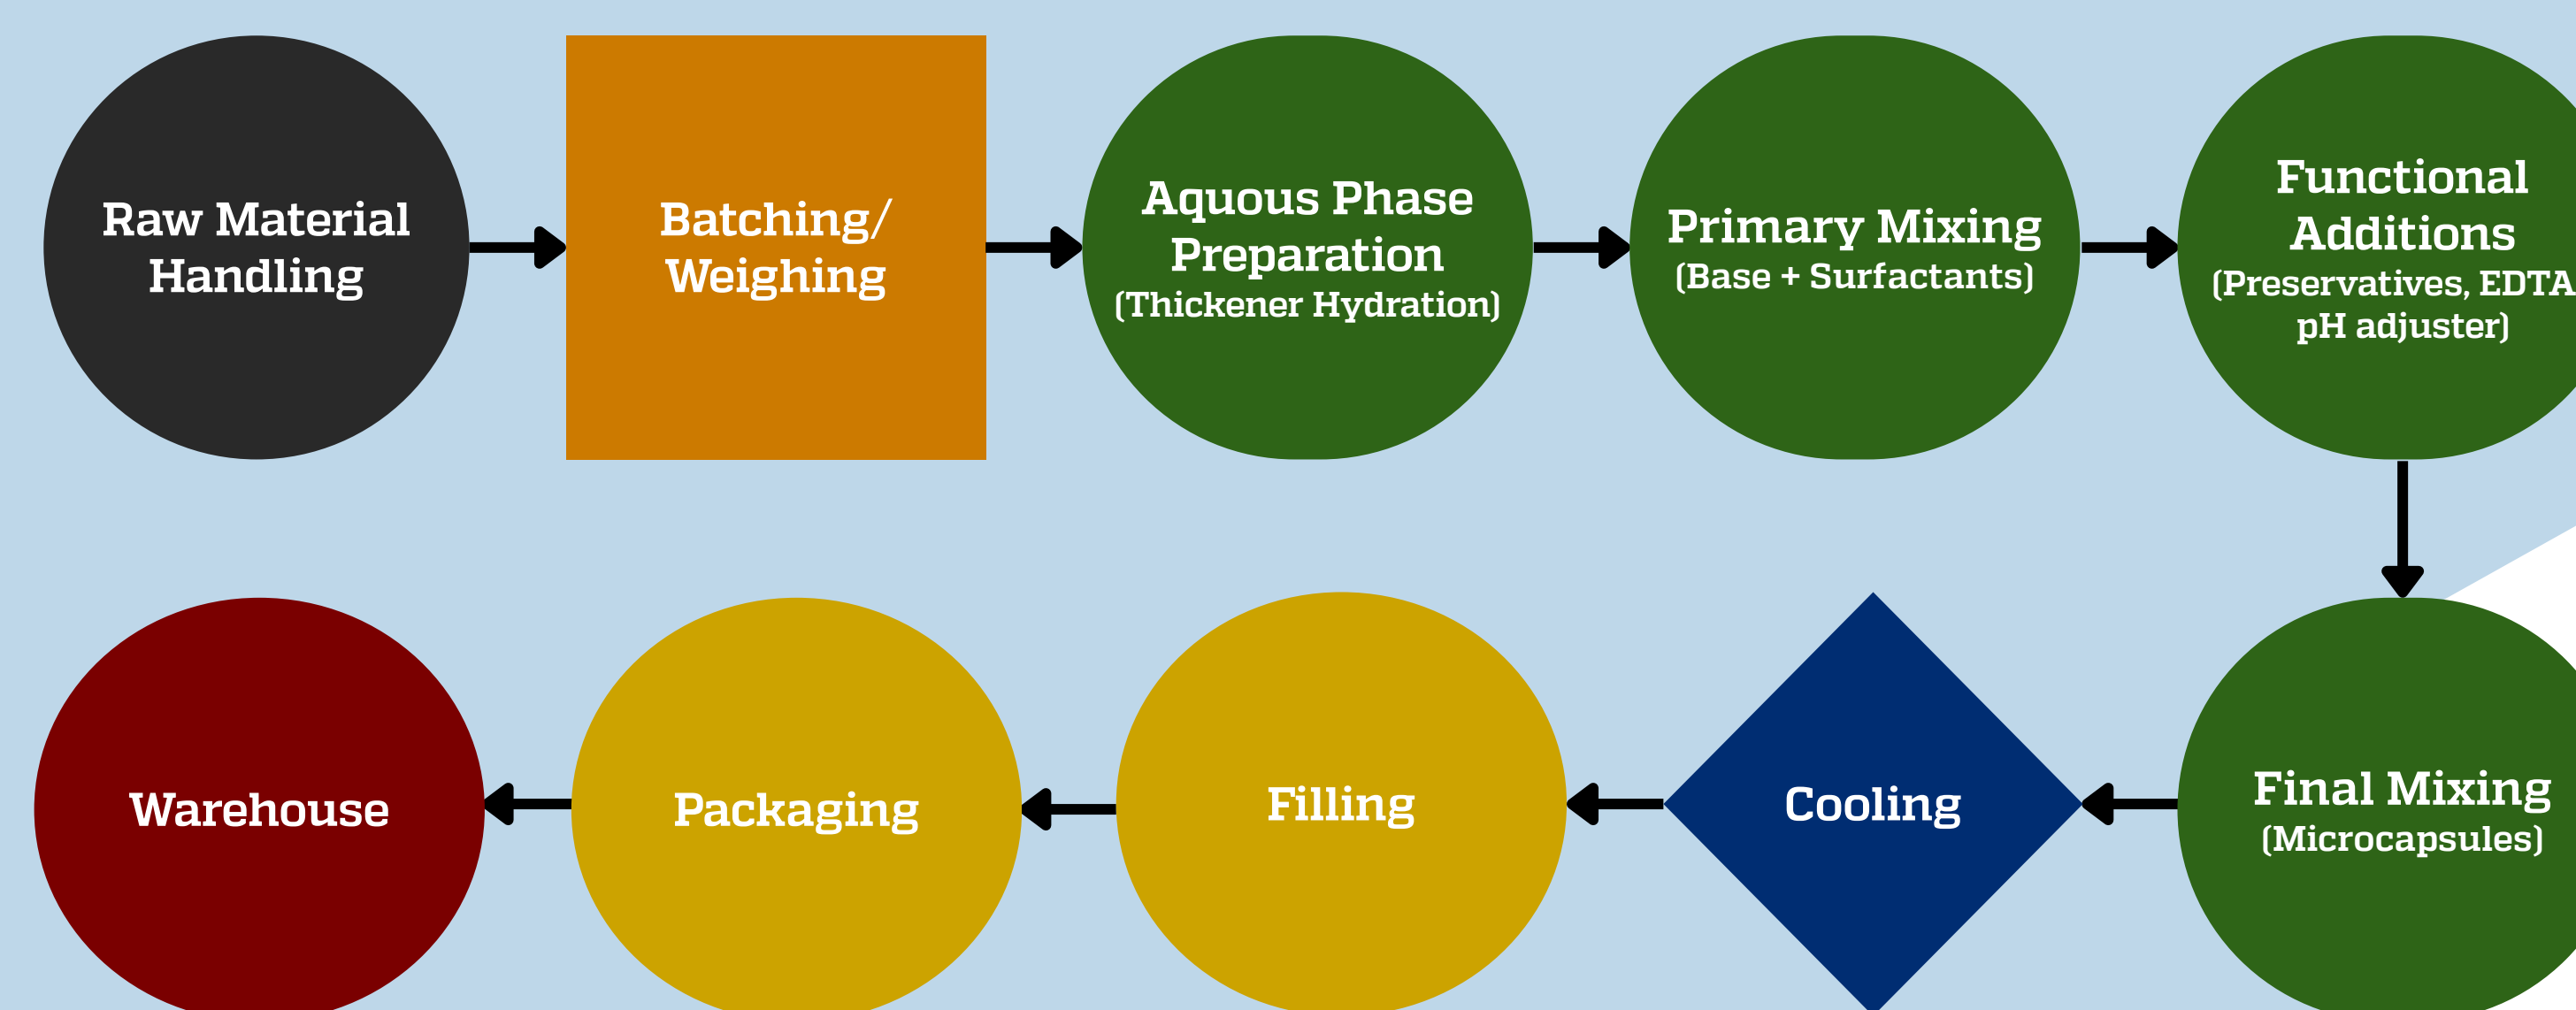 Raw Material
Handling
Batching/
Weighing
Aquous Phase
Preparation
(Thickener Hydration)
Primary Mixing
(Base + Surfactants)
Functional
Additions
(Preservatives, EDTA
pH adjuster)
Final Mixing
(Microcapsules)
Cooling
Filling
Packaging
Warehouse